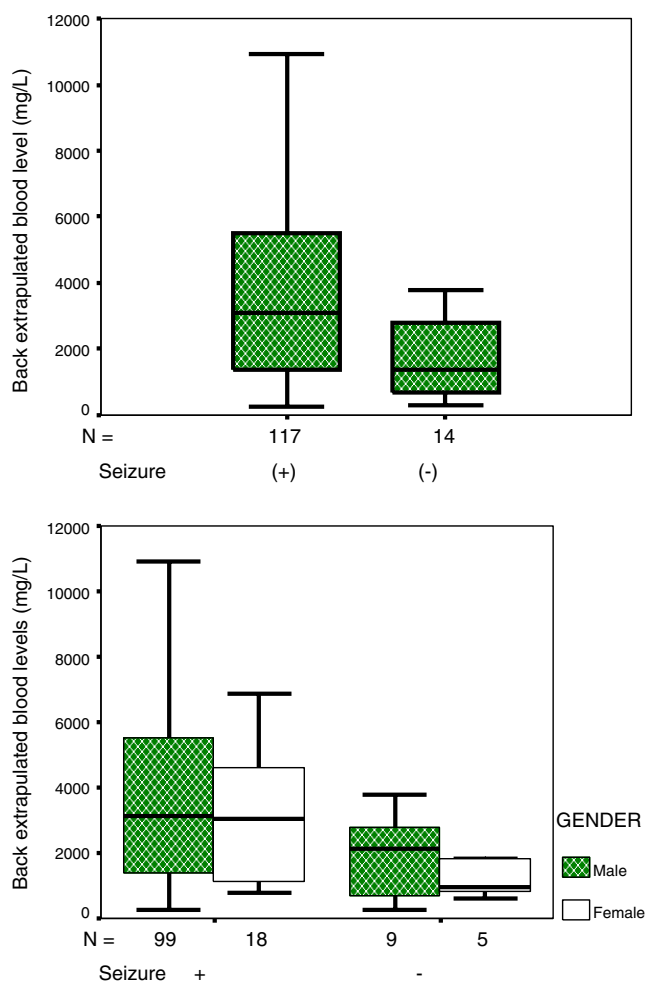 Back extrapulated blood level (mg/L)
12000
10000
8000
6000
4000
2000
0
N = 117 14
Seizure (+) (-)
Back extrapulated blood levels (mg/L)
12000
10000
8000
6000
4000
2000
0
GENDER
Male
Female
N = 99 18 9 5
Seizure + -